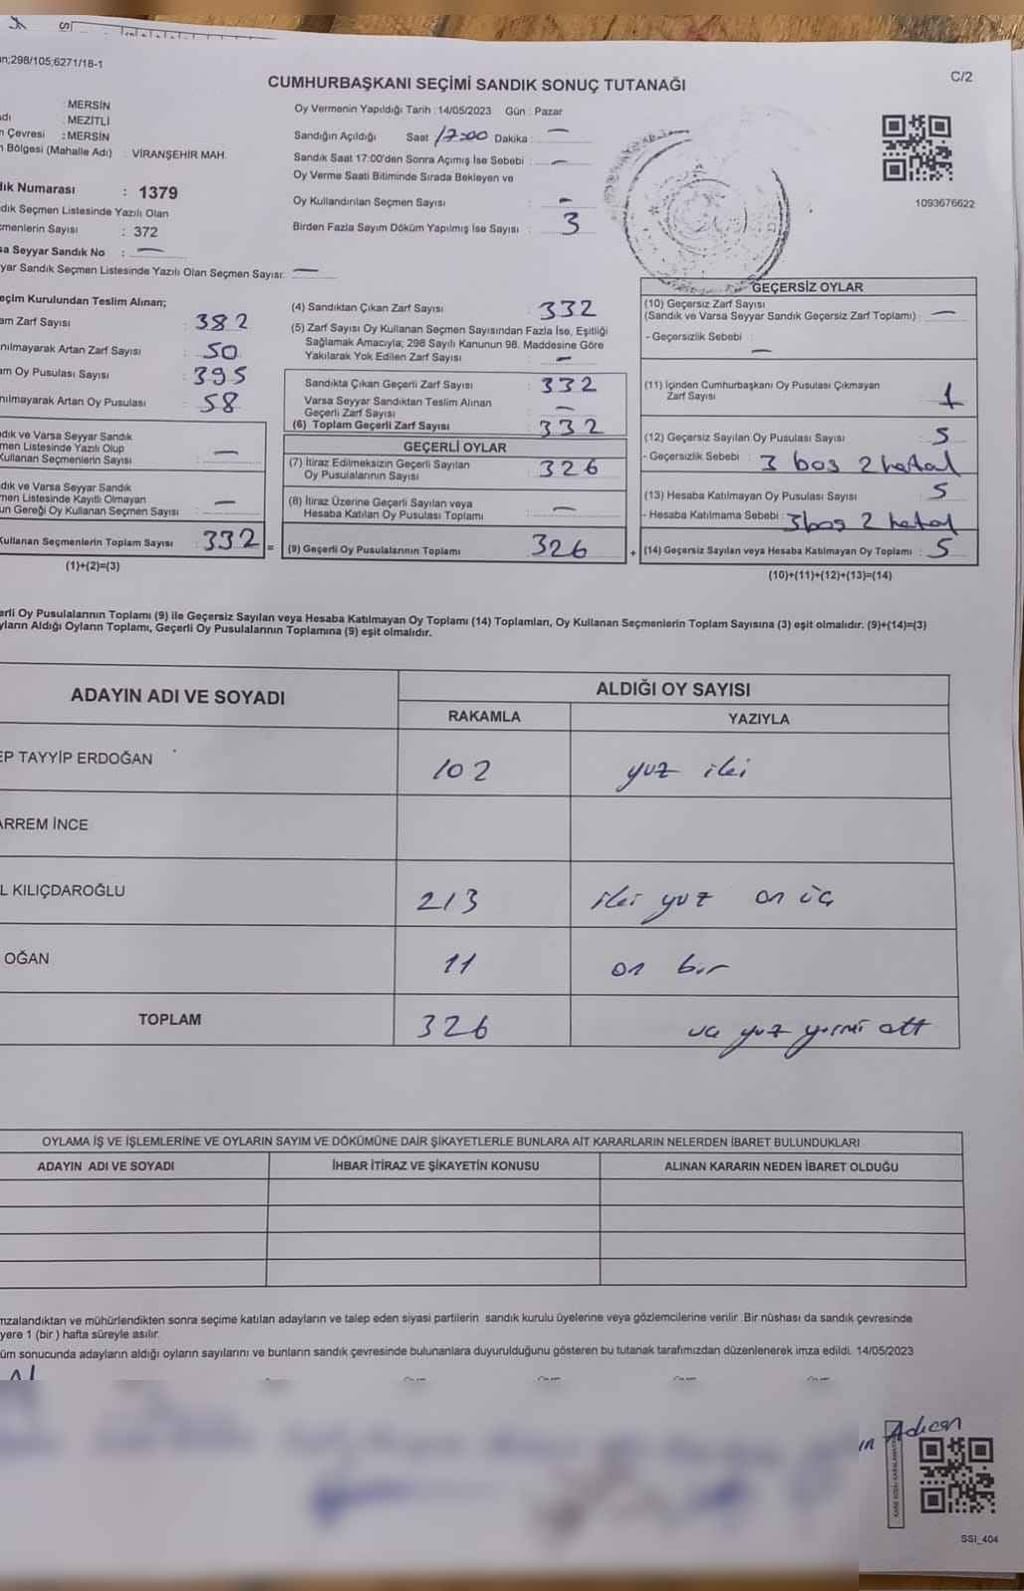 n;298/105;6271/18-1
C/2
CUMHURBAŞKANI SEÇİMİ SANDIK SONUÇ TUTANAĞI
: MERSİN
dı : MEZİTLİ
n Çevresi : MERSİN
n Bölgesi (Mahalle Adı) : VİRANŞEHİR MAH.
dık Numarası : 1379
dık Seçmen Listesinde Yazılı Olan
çmenlerin Sayısı : 372
sa Seyyar Sandık No : —
yar Sandık Seçmen Listesinde Yazılı Olan Seçmen Sayısı: —
Oy Vermenin Yapıldığı Tarih : 14/05/2023 Gün : Pazar
Sandığın Açıldığı Saat 17:00 Dakika : —
Sandık Saat 17:00'den Sonra Açımış İse Sebebi : —
Oy Verme Saati Bitiminde Sırada Bekleyen ve
Oy Kullandırılan Seçmen Sayısı : —
Birden Fazla Sayım Döküm Yapılmış İse Sayısı : 3
1093676622
eçim Kurulundan Teslim Alınan;
am Zarf Sayısı : 382
nılmayarak Artan Zarf Sayısı : 50
am Oy Pusulası Sayısı : 395
nılmayarak Artan Oy Pusulası : 58
dık ve Varsa Seyyar Sandık
men Listesinde Yazılı Olup
Kullanan Seçmenlerin Sayısı : —
dık ve Varsa Seyyar Sandık
men Listesinde Kayıtlı Olmayan
un Gereği Oy Kullanan Seçmen Sayısı : —
Kullanan Seçmenlerin Toplam Sayısı : 332 =
(1)+(2)=(3)
(4) Sandıktan Çıkan Zarf Sayısı : 332
(5) Zarf Sayısı Oy Kullanan Seçmen Sayısından Fazla İse, Eşitliği
Sağlamak Amacıyla; 298 Sayılı Kanunun 98. Maddesine Göre
Yakılarak Yok Edilen Zarf Sayısı : —
Sandıkta Çıkan Geçerli Zarf Sayısı : 332
Varsa Seyyar Sandıktan Teslim Alınan
Geçerli Zarf Sayısı : —
(6) Toplam Geçerli Zarf Sayısı : 332
GEÇERLİ OYLAR
(7) İtiraz Edilmeksizin Geçerli Sayılan
Oy Pusulalarının Sayısı : 326
(8) İtiraz Üzerine Geçerli Sayılan veya
Hesaba Katılan Oy Pusulası Toplamı : —
(9) Geçerli Oy Pusulalarının Toplamı : 326 +
GEÇERSİZ OYLAR
(10) Geçersiz Zarf Sayısı
(Sandık ve Varsa Seyyar Sandık Geçersiz Zarf Toplamı) : —
- Geçersizlik Sebebi : —
(11) İçinden Cumhurbaşkanı Oy Pusulası Çıkmayan
Zarf Sayısı : 1
(12) Geçersiz Sayılan Oy Pusulası Sayısı : 5
- Geçersizlik Sebebi : 3 bos 2 hatal
(13) Hesaba Katılmayan Oy Pusulası Sayısı : 5
- Hesaba Katılmama Sebebi : 3 bos 2 hatal
(14) Geçersiz Sayılan veya Hesaba Katılmayan Oy Toplamı : 5
(10)+(11)+(12)+(13)=(14)
erli Oy Pusulalarının Toplamı (9) ile Geçersiz Sayılan veya Hesaba Katılmayan Oy Toplamı (14) Toplamları, Oy Kullanan Seçmenlerin Toplam Sayısına (3) eşit olmalıdır. (9)+(14)=(3)
yların Aldığı Oyların Toplamı, Geçerli Oy Pusulalarının Toplamına (9) eşit olmalıdır.
ADAYIN ADI VE SOYADI
ALDIĞI OY SAYISI
RAKAMLA YAZIYLA
EP TAYYİP ERDOĞAN 102 yuz iki
ARREM İNCE
L KILIÇDAROĞLU 213 iki yuz on üç
OĞAN 11 on bir
TOPLAM 326 üç yuz yirmi altı
OYLAMA İŞ VE İŞLEMLERİNE VE OYLARIN SAYIM VE DÖKÜMÜNE DAİR ŞİKAYETLERLE BUNLARA AİT KARARLARIN NELERDEN İBARET BULUNDUKLARI
ADAYIN ADI VE SOYADI İHBAR İTİRAZ VE ŞİKAYETİN KONUSU ALINAN KARARIN NEDEN İBARET OLDUĞU
mzalandıktan ve mühürlendikten sonra seçime katılan adayların ve talep eden siyasi partilerin sandık kurulu üyelerine veya gözlemcilerine verilir. Bir nüshası da sandık çevresinde
yere 1 (bir) hafta süreyle asılır.
üm sonucunda adayların aldığı oyların sayılarını ve bunların sandık çevresinde bulunanlara duyurulduğunu gösteren bu tutanak tarafımızdan düzenlenerek imza edildi. 14/05/2023
SSİ_404